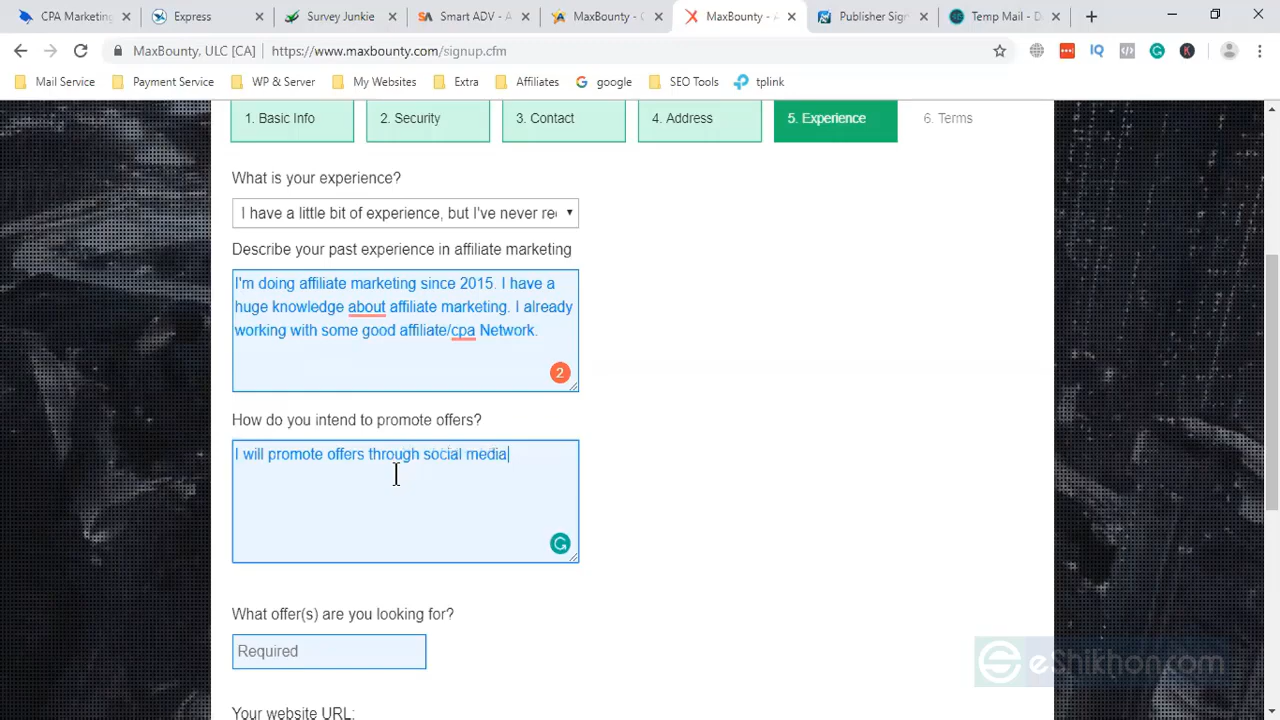 CPA Marketing
Express
Survey Junkie
Smart ADV - A
MaxBounty - C
MaxBounty - A
Publisher Sig
Temp Mail - D
MaxBounty, ULC [CA]
https://www.maxbounty.com/signup.cfm
IQ
K
Mail Service
Payment Service
WP & Server
My Websites
Extra
Affiliates
google
SEO Tools
tplink
1. Basic Info
2. Security
3. Contact
4. Address
5. Experience
6. Terms
What is your experience?
I have a little bit of experience, but I've never re
Describe your past experience in affiliate marketing
I'm doing affiliate marketing since 2015. I have a
huge knowledge about affiliate marketing. I already
working with some good affiliate/cpa Network.
2
How do you intend to promote offers?
I will promote offers through social media
What offer(s) are you looking for?
Required
eShikhon.com
Your website URL: